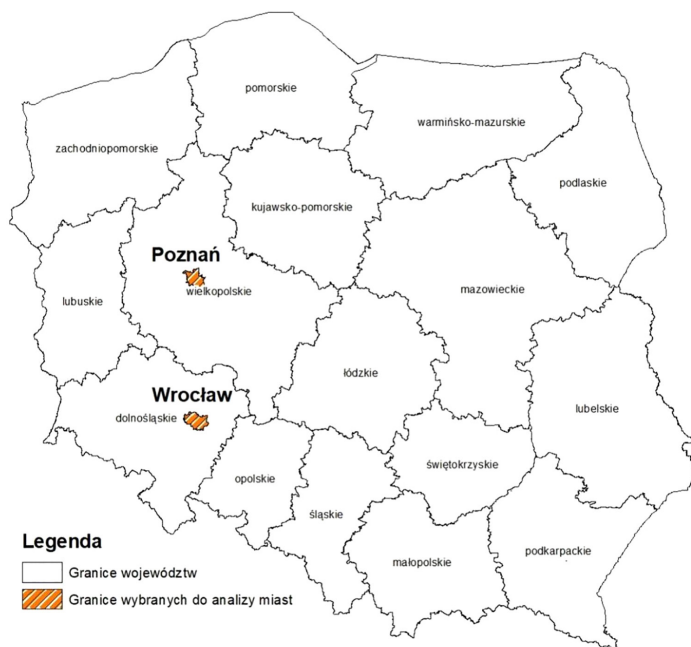 pomorskie
warmińsko-mazurskie
zachodniopomorskie
podlaskie
kujawsko-pomorskie
Poznań
wielkopolskie
mazowieckie
lubuskie
łódzkie
Wrocław
dolnośląskie
lubelskie
świętokrzyskie
opolskie
śląskie
podkarpackie
małopolskie
Legenda
Granice województw
Granice wybranych do analizy miast